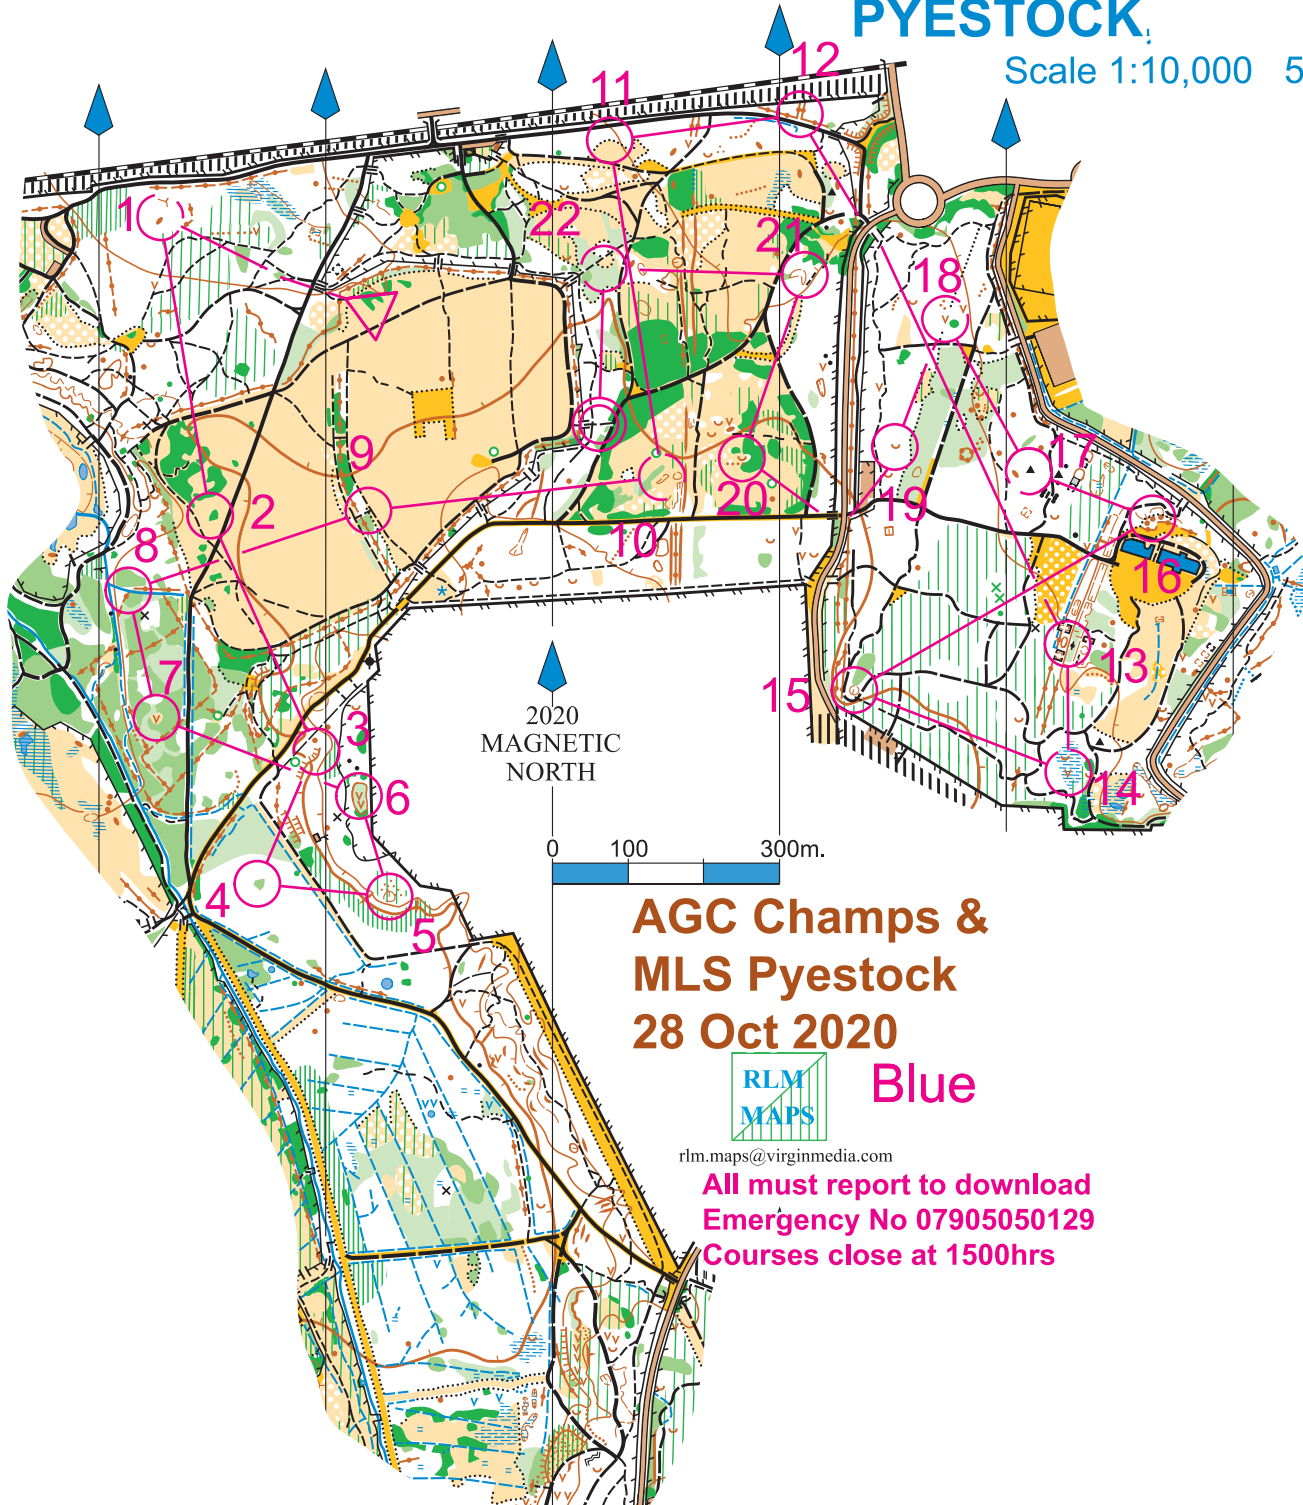 PYESTOCK
Scale 1:10,000 5
12
11
1
22
21
18
9
17
2
19
20
8
10
16
13
7
15
3
2020
MAGNETIC
NORTH
14
6
0 100 300m.
4
5
AGC Champs &
MLS Pyestock
28 Oct 2020
RLM
MAPS
Blue
rlm.maps@virginmedia.com
All must report to download
Emergency No 07905050129
Courses close at 1500hrs